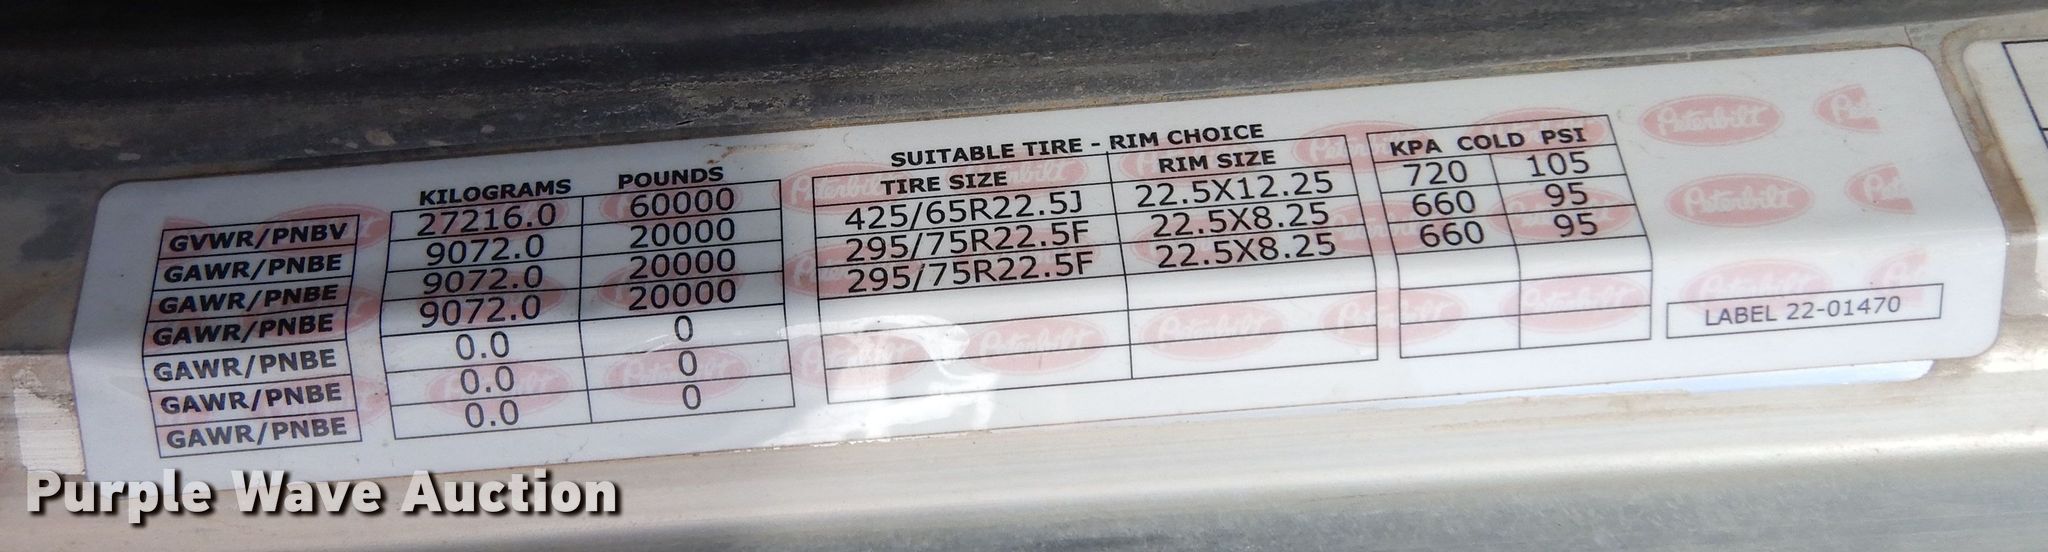 KILOGRAMS POUNDS SUITABLE TIRE - RIM CHOICE
TIRE SIZE RIM SIZE KPA COLD PSI
GVWR/PNBV 27216.0 60000 425/65R22.5J 22.5X12.25 720 105
GAWR/PNBE 9072.0 20000 295/75R22.5F 22.5X8.25 660 95
GAWR/PNBE 9072.0 20000 295/75R22.5F 22.5X8.25 660 95
GAWR/PNBE 9072.0 20000
GAWR/PNBE 0.0 0
GAWR/PNBE 0.0 0
GAWR/PNBE 0.0 0
LABEL 22-01470
Peterbilt
Peterbilt
Purple Wave Auction